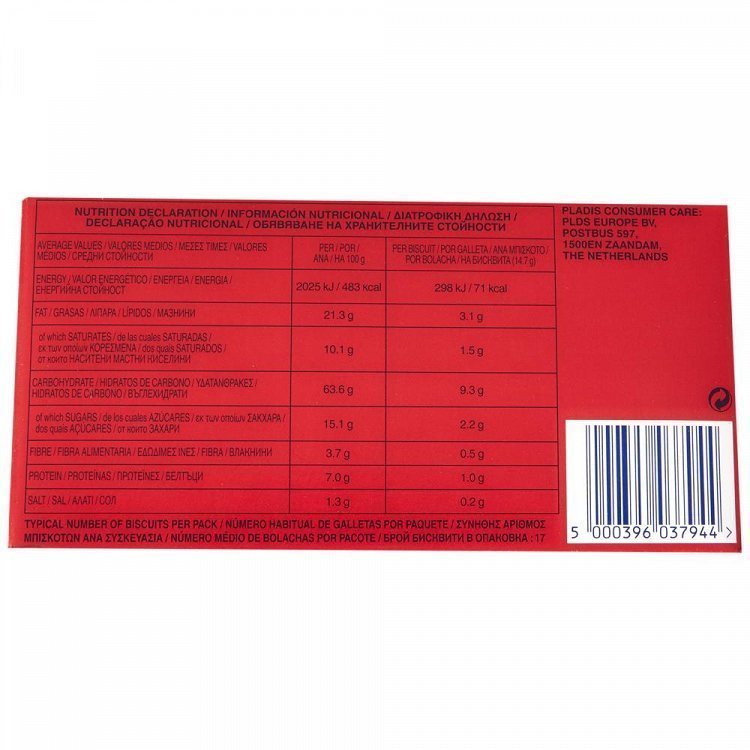 NUTRITION DECLARATION / INFORMACIÓN NUTRICIONAL / ΔΙΑΤΡΟΦΙΚΗ ΔΗΛΩΣΗ /
DECLARAÇÃO NUTRICIONAL / ОБЯВЯВАНЕ НА ХРАНИТЕЛНИТЕ СТОЙНОСТИ
AVERAGE VALUES / VALORES MEDIOS / ΜΕΣΕΣ ΤΙΜΕΣ / VALORES
MÉDIOS / СРЕДНИ СТОЙНОСТИ
PER / POR /
ΑΝΑ / НА 100 g
PER BISCUIT / POR GALLETA / ΑΝΑ ΜΠΙΣΚΟΤΟ /
POR BOLACHA / НА БИСКВИТА (14.7 g)
ENERGY / VALOR ENERGÉTICO / ΕΝΕΡΓΕΙΑ / ENERGIA /
ЕНЕРГИЙНА СТОЙНОСТ
2025 kJ / 483 kcal
298 kJ / 71 kcal
FAT / GRASAS / ΛΙΠΑΡΑ / LÍPIDOS / МАЗНИНИ
21.3 g
3.1 g
of which SATURATES / de las cuales SATURADAS /
εκ των οποίων ΚΟΡΕΣΜΕΝΑ / dos quais SATURADOS /
от които НАСИТЕНИ МАСТНИ КИСЕЛИНИ
10.1 g
1.5 g
CARBOHYDRATE / HIDRATOS DE CARBONO / ΥΔΑΤΑΝΘΡΑΚΕΣ /
HIDRATOS DE CARBONO / ВЪГЛЕХИДРАТИ
63.6 g
9.3 g
of which SUGARS / de los cuales AZÚCARES / εκ των οποίων ΣΑΚΧΑΡΑ /
dos quais AÇÚCARES / от които ЗАХАРИ
15.1 g
2.2 g
FIBRE / FIBRA ALIMENTARIA / ΕΔΩΔΙΜΕΣ ΙΝΕΣ / FIBRA / ВЛАКНИНИ
3.7 g
0.5 g
PROTEIN / PROTEÍNAS / ΠΡΩΤΕΪΝΕΣ / БЕЛТЪЦИ
7.0 g
1.0 g
SALT / SAL / ΑΛΑΤΙ / СОЛ
1.3 g
0.2 g
TYPICAL NUMBER OF BISCUITS PER PACK / NÚMERO HABITUAL DE GALLETAS POR PAQUETE / ΣΥΝΗΘΗΣ ΑΡΙΘΜΟΣ
ΜΠΙΣΚΟΤΩΝ ΑΝΑ ΣΥΣΚΕΥΑΣΙΑ / NÚMERO MÉDIO DE BOLACHAS POR PACOTE / БРОЙ БИСКВИТИ В ОПАКОВКА : 17
PLADIS CONSUMER CARE:
PLDS EUROPE BV,
POSTBUS 597,
1500EN ZAANDAM,
THE NETHERLANDS
5 000396 037944 >